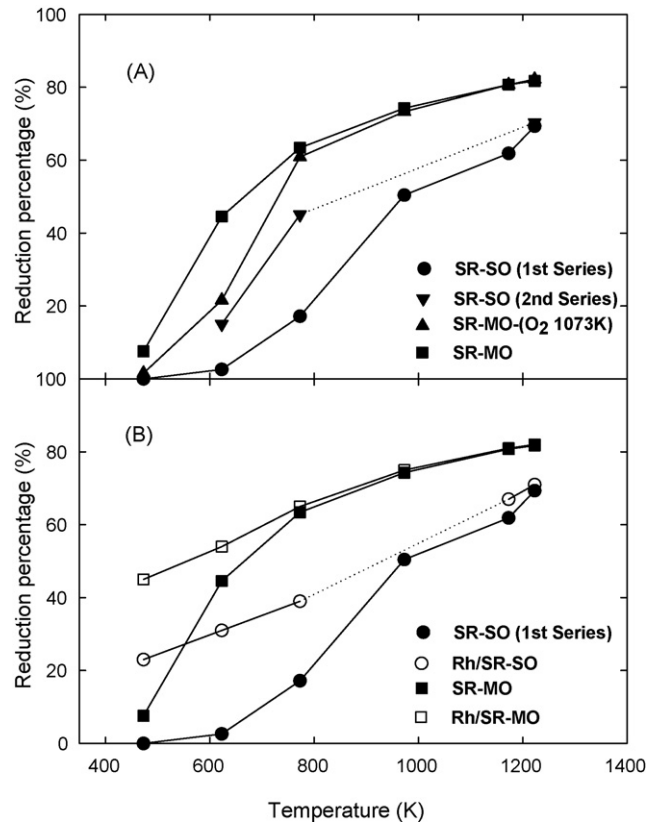 100
(A)
80
60
40
20
100
Reduction percentage (%)
SR-SO (1st Series)
SR-SO (2nd Series)
SR-MO-(O2 1073K)
SR-MO
(B)
80
60
40
20
0
Reduction percentage (%)
SR-SO (1st Series)
Rh/SR-SO
SR-MO
Rh/SR-MO
400 600 800 1000 1200 1400
Temperature (K)